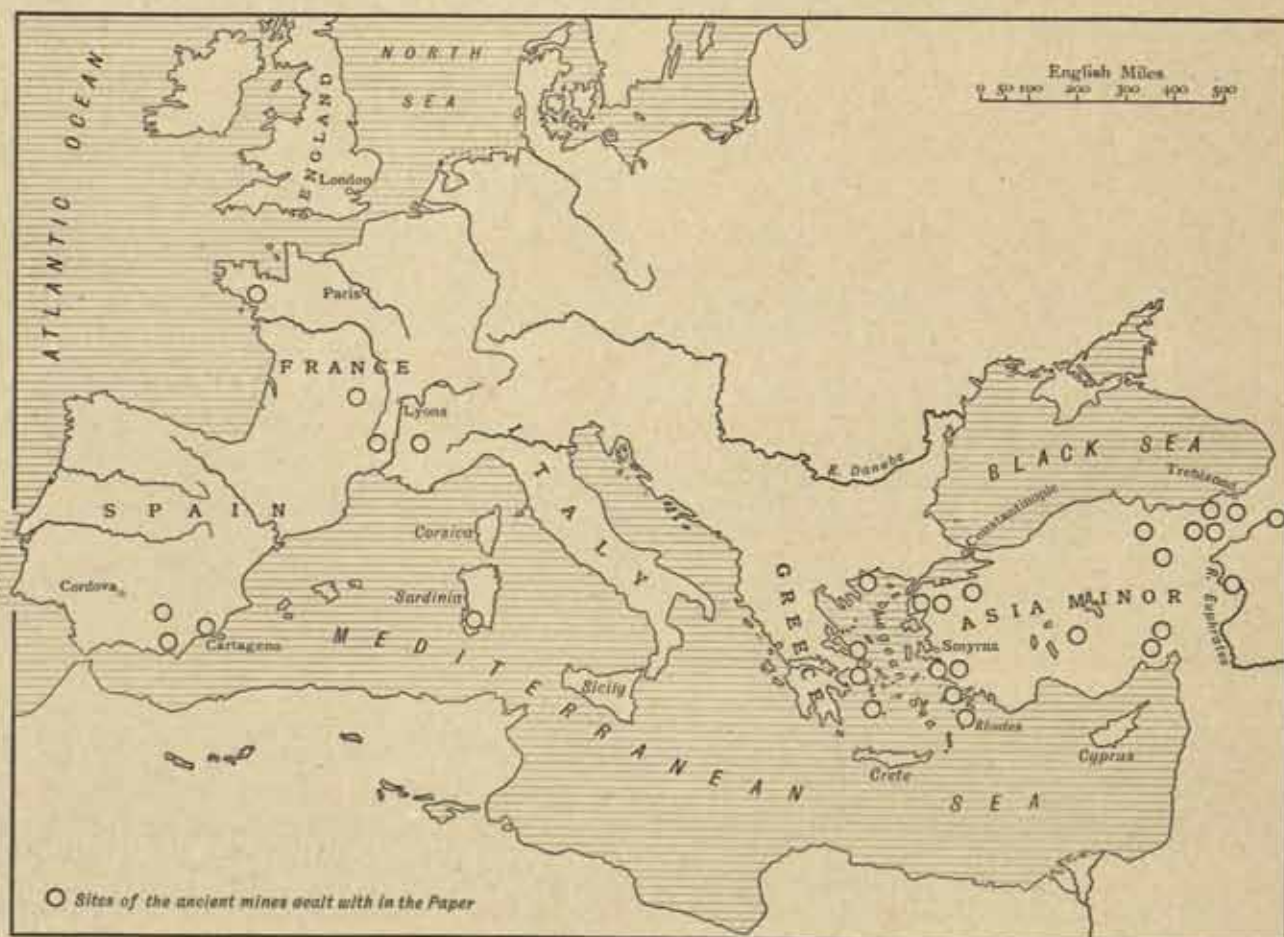 NORTH
SEA
English Miles
0 50 100 200 300 400 500
ATLANTIC OCEAN
ENGLAND
London
Paris
FRANCE
Lyons
BLACK SEA
R. Danube
Trebizond
Constantinople
SPAIN
ITALY
Corsica
Cordova
Sardinia
GREECE
ASIA MINOR
R. Euphrates
Cartagena
Smyrna
MEDITERRANEAN SEA
Sicily
Rhodes
Crete
Cyprus
Sites of the ancient mines dealt with in the Paper